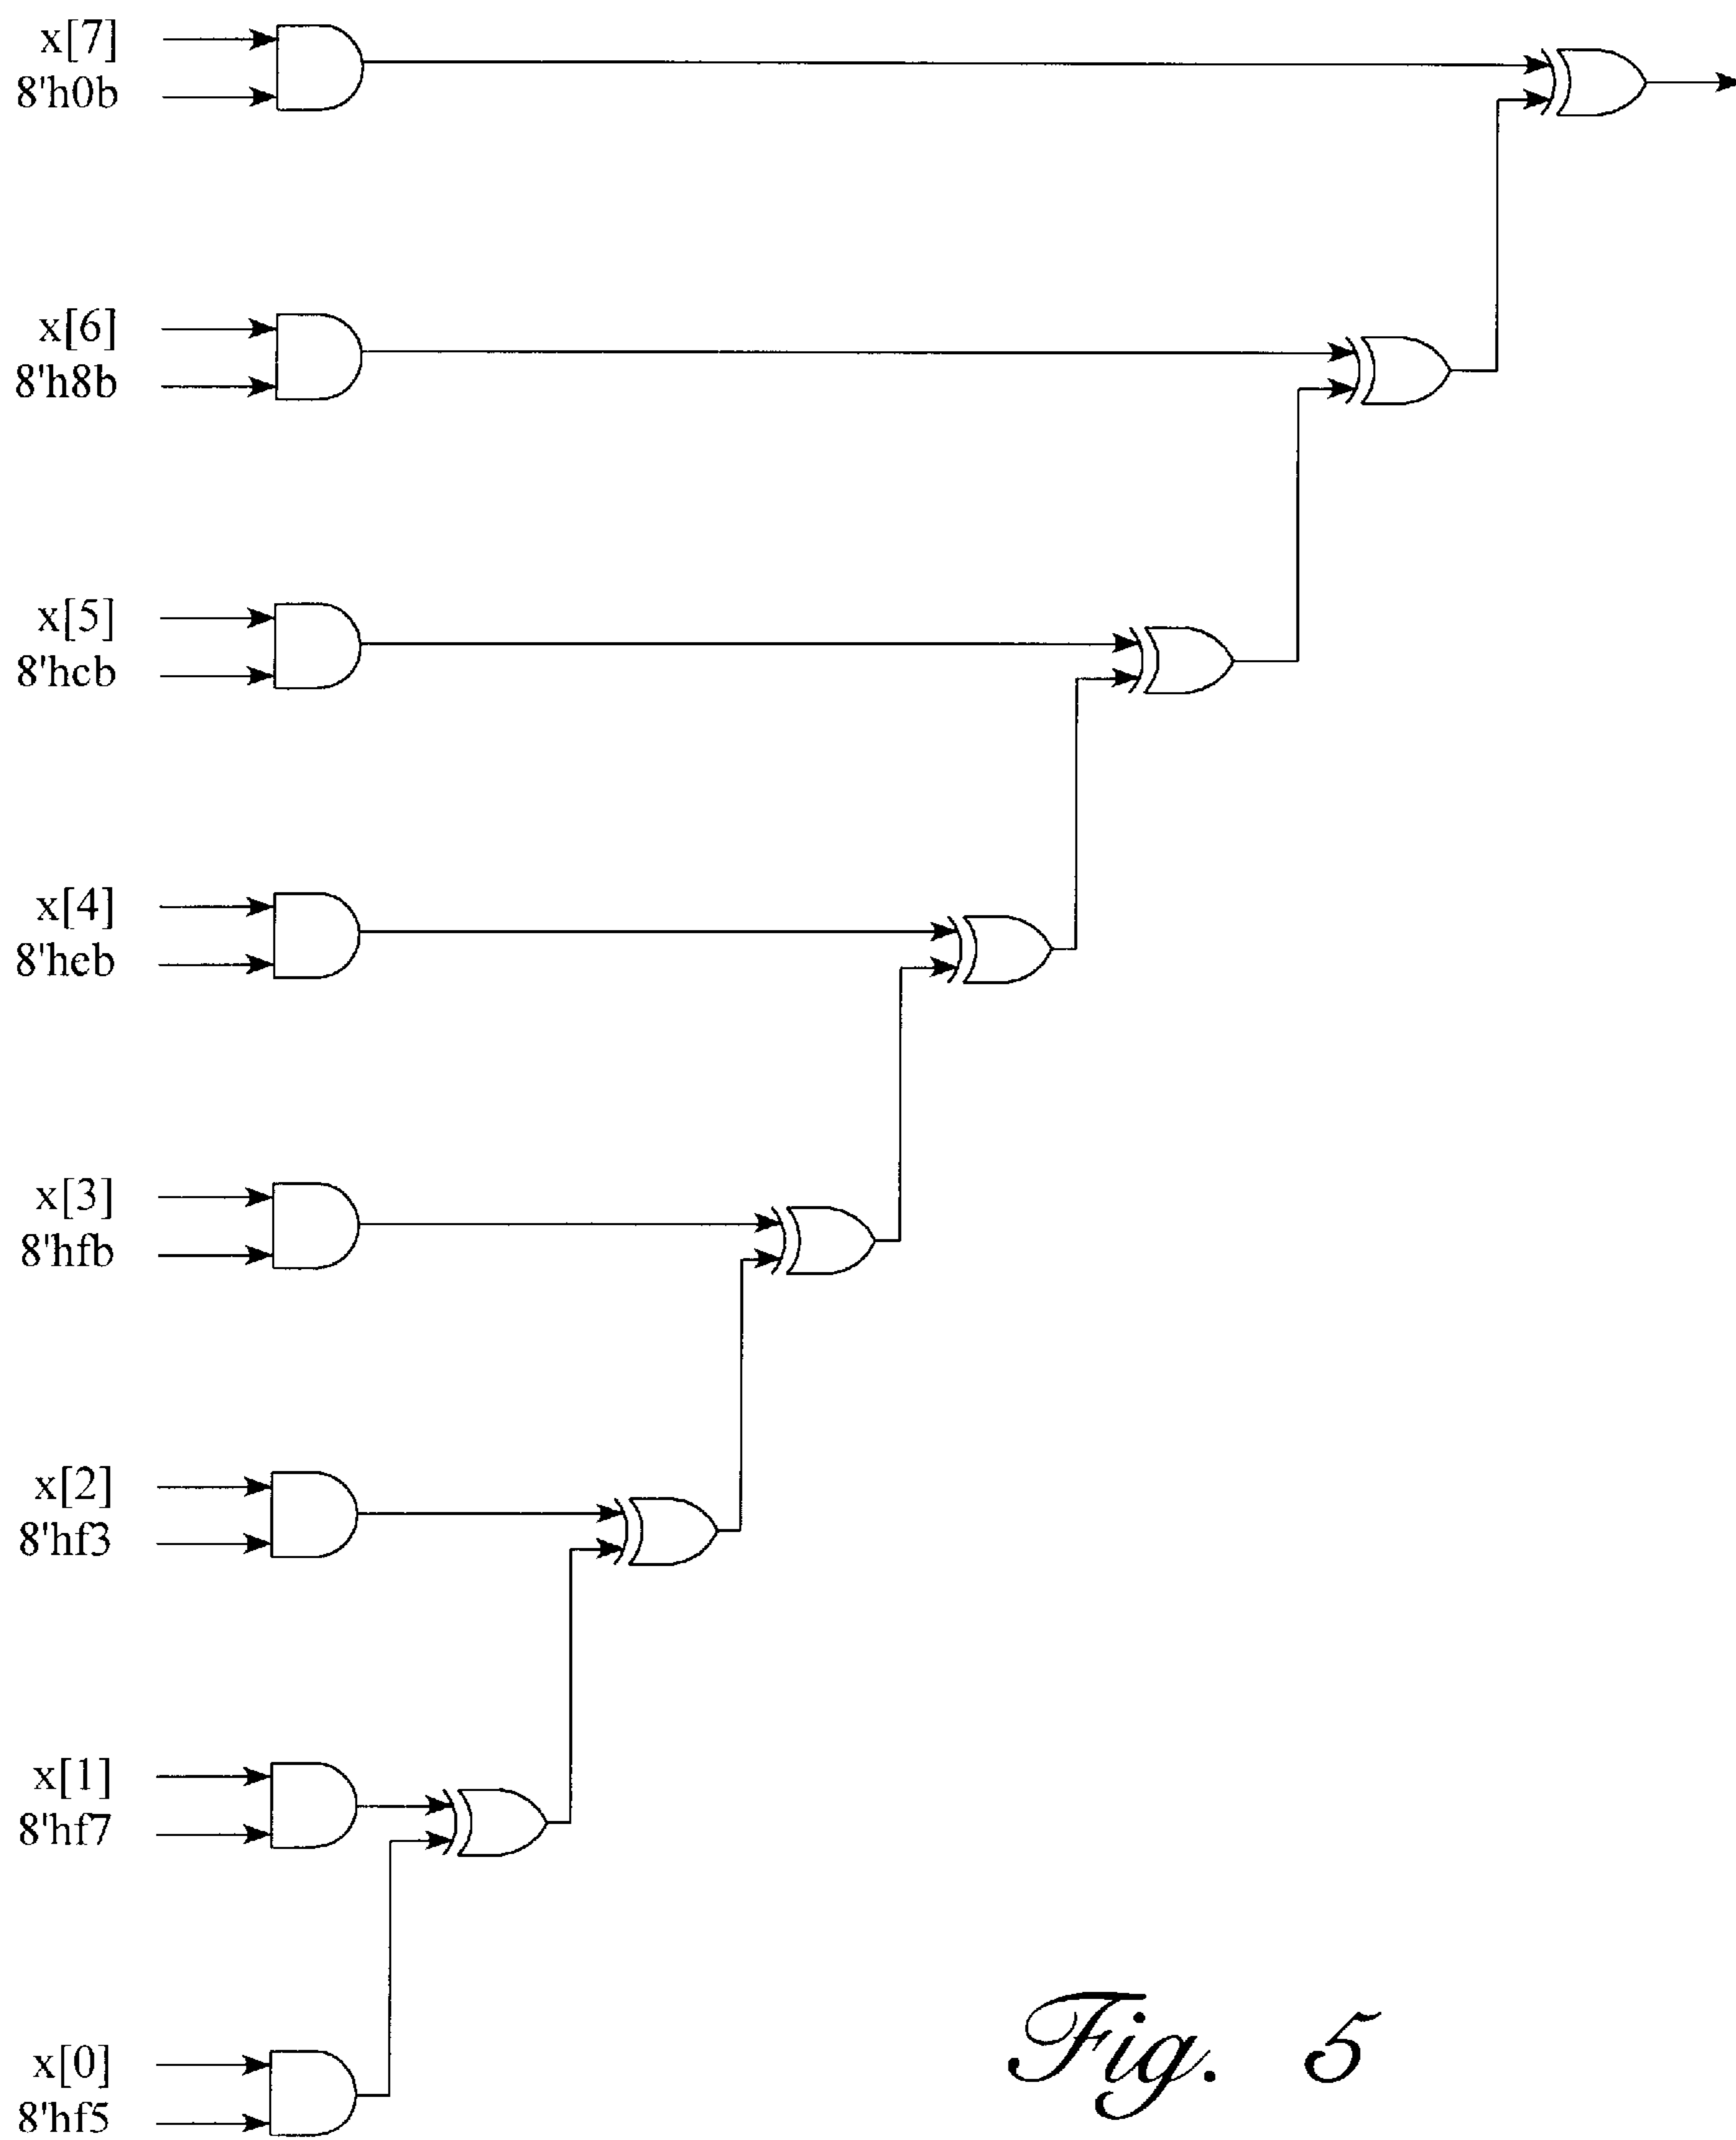 x[7]
8'h0b
x[6]
8'h8b
x[5]
8'hcb
x[4]
8'heb
x[3]
8'hfb
x[2]
8'hf3
x[1]
8'hf7
x[0]
8'hf5
Fig. 5